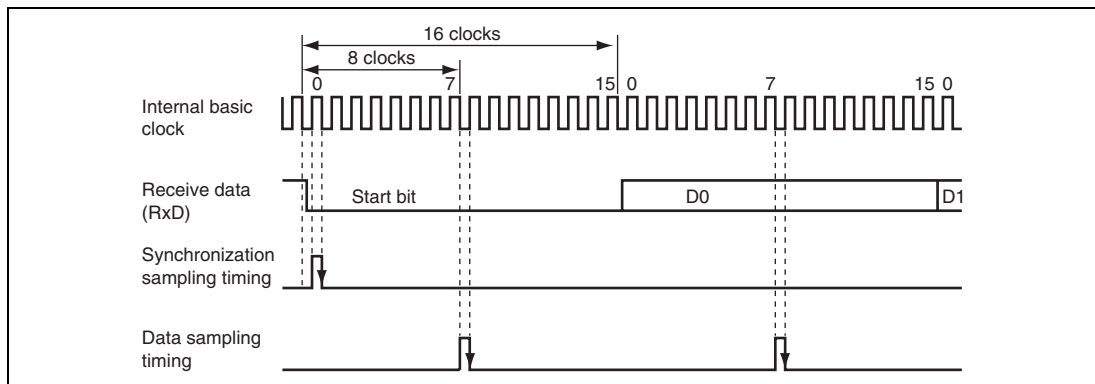 16 clocks
8 clocks
0 7 15 0 7 15 0
Internal basic
clock
Receive data
(RxD)
Start bit D0 D1
Synchronization
sampling timing
Data sampling
timing